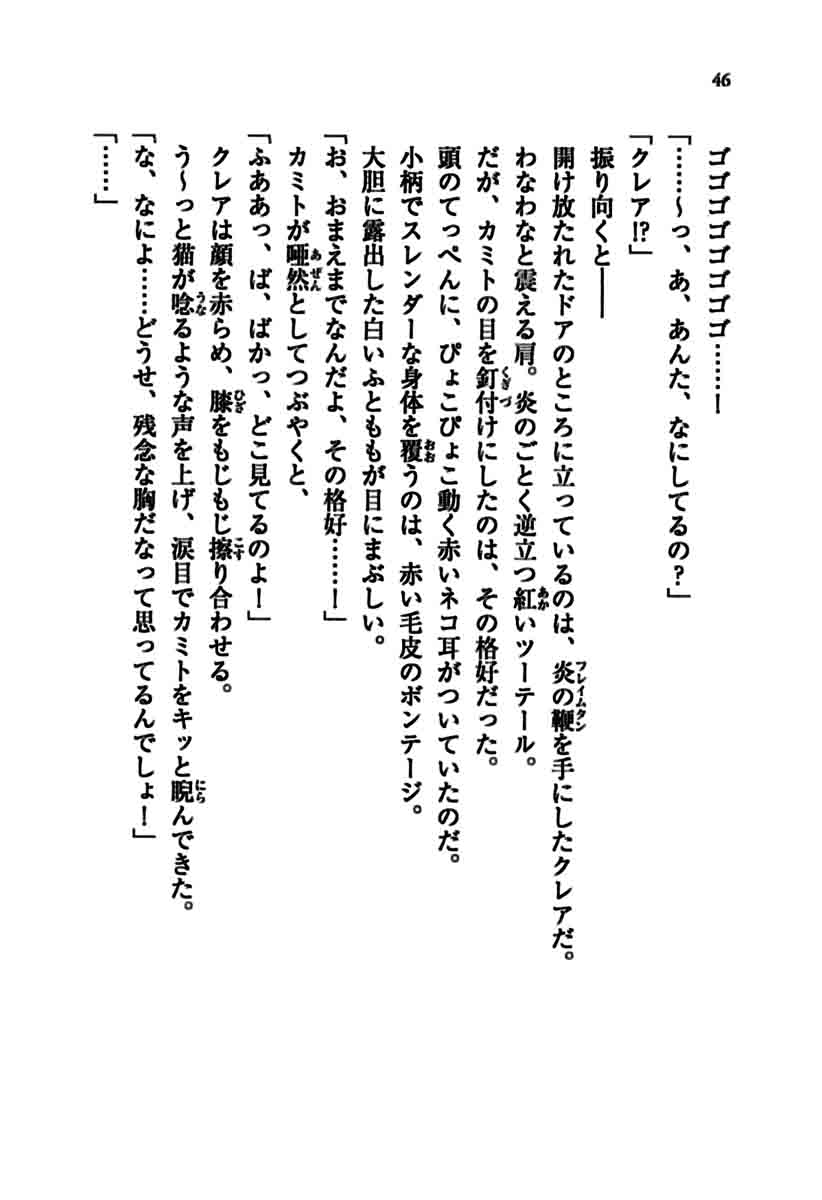 46
ゴゴゴゴゴゴゴゴ……！
「……～っ、あ、あんた、なにしてるの？」
「クレア!?」
振り向くと――
開け放たれたドアのところに立っているのは、炎の鞭を手にしたクレアだ。
わなわなと震える肩。炎のごとく逆立つ紅いツーテール。
だが、カミトの目を釘付けにしたのは、その格好だった。
頭のてっぺんに、ぴょこぴょこ動く赤いネコ耳がついていたのだ。
小柄でスレンダーな身体を覆うのは、赤い毛皮のボンテージ。
大胆に露出した白いふとももが目にまぶしい。
「お、おまえまでなんだよ、その格好……！」
カミトが唖然としてつぶやくと、
「ふああっ、ば、ばかっ、どこ見てるのよ！」
クレアは顔を赤らめ、膝をもじもじ擦り合わせる。
う～っと猫が唸るような声を上げ、涙目でカミトをキッと睨んできた。
「な、なによ……どうせ、残念な胸だなって思ってるんでしょ！」
「……」